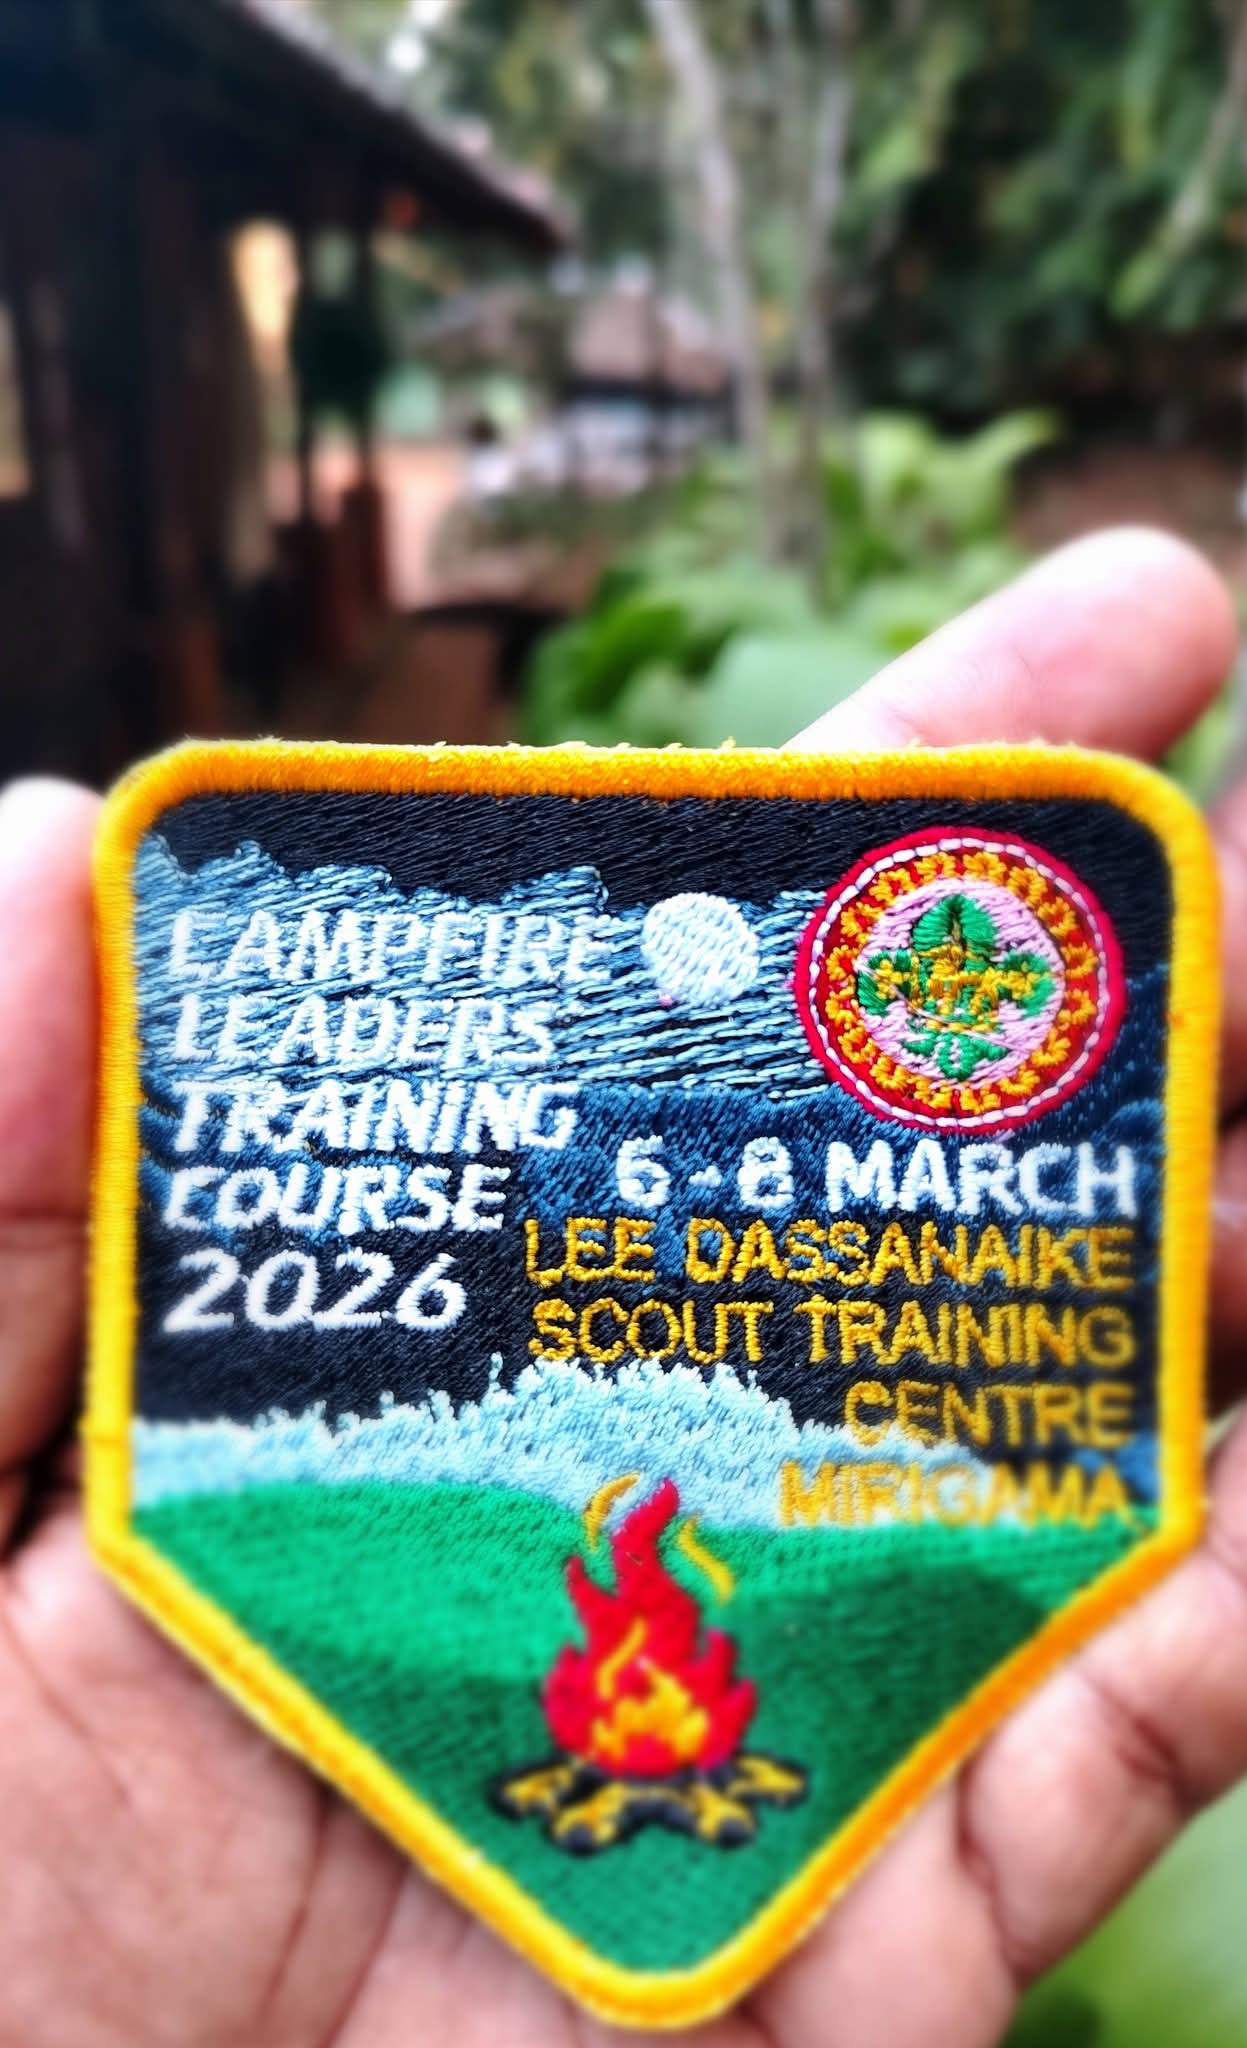 CAMPFIRE
LEADERS
TRAINING
COURSE
2026
6-8 MARCH
LEE DASSANAIKE
SCOUT TRAINING
CENTRE
MIRIGAMA